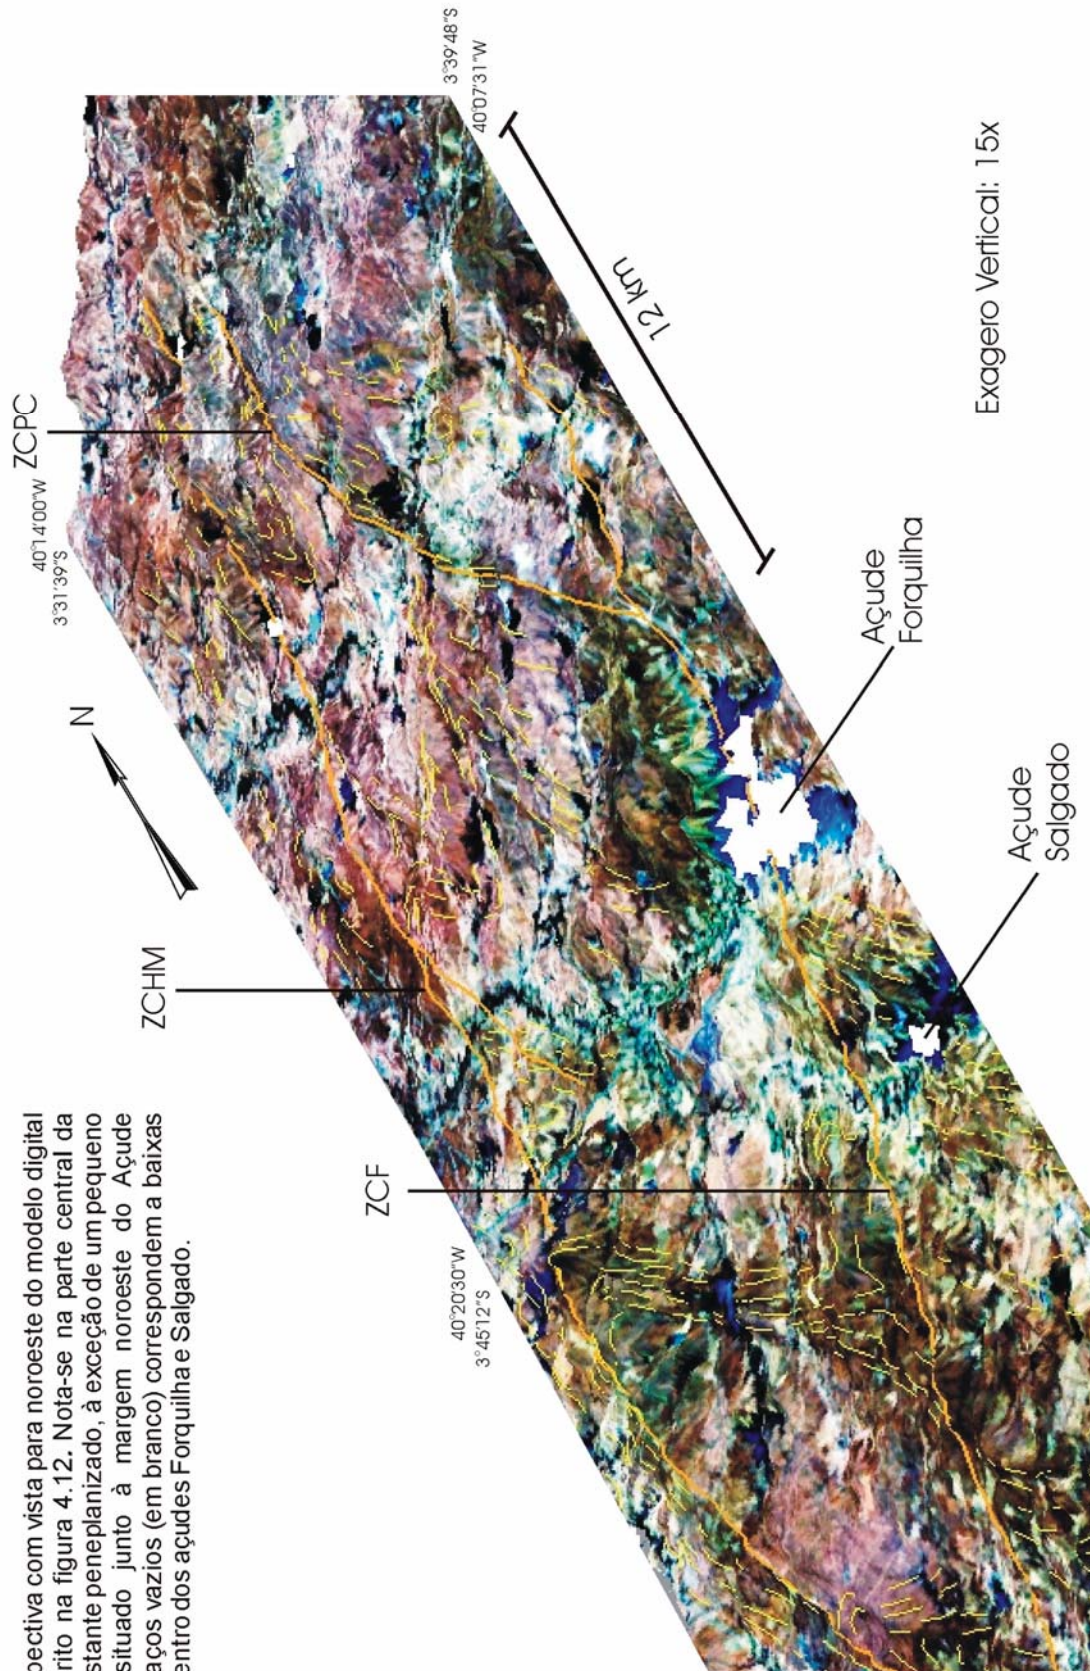 pectiva com vista para noroeste do modelo digital
rito na figura 4.12. Nota-se na parte central da
stante peneplanizado, à exceção de um pequeno
situado junto à margem noroeste do Açude
aços vazios (em branco) correspondem a baixas
entro dos açudes Forquilha e Salgado.
ZCF
40°20'30"W
3°45'12"S
ZCHM
N
3°31'39"S
40°14'00"W
ZCPC
3°39'48"S
40°07'31"W
12 km
Açude
Forquilha
Açude
Salgado
Exagero Vertical: 15x